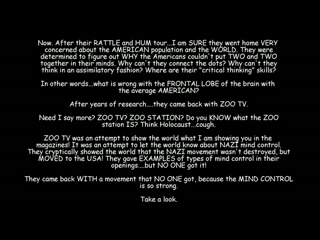 Now. After their RATTLE and HUM tour...I am SURE they went home VERY
concerned about the AMERICAN population and the WORLD. They were
determined to figure out WHY the Americans couldn't put TWO and TWO
together in their minds. Why can't they connect the dots? Why can't they
think in an assimilatory fashion? Where are their "critical thinking" skills?
In other words...what is wrong with the FRONTAL LOBE of the brain with
the average AMERICAN?
After years of research....they came back with ZOO TV.
Need I say more? ZOO TV? ZOO STATION? Do you KNOW what the ZOO
station IS? Think Holocaust...cough.
ZOO TV was an attempt to show the world what I am showing you in the
magazines! It was an attempt to let the world know about NAZI mind control.
They cryptically showed the world that the NAZI movement wasn't destroyed, but
MOVED to the USA! They gave EXAMPLES of types of mind control in their
openings....but NO ONE got it!
They came back WITH a movement that NO ONE got, because the MIND CONTROL
is so strong.
Take a look.